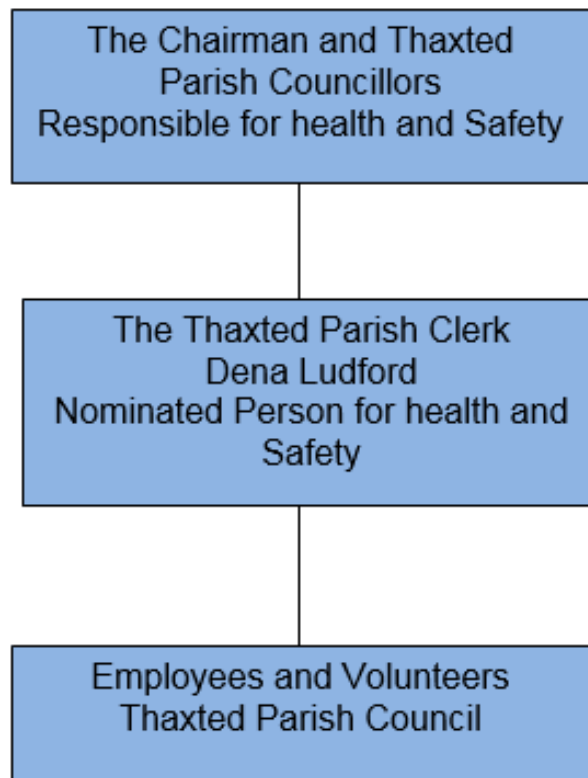 The Chairman and Thaxted
Parish Councillors
Responsible for health and Safety
The Thaxted Parish Clerk
Dena Ludford
Nominated Person for health and
Safety
Employees and Volunteers
Thaxted Parish Council